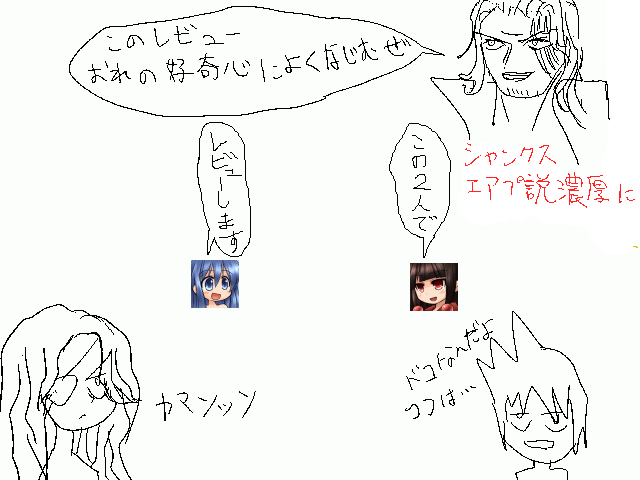 このレビュー
おれの好奇心によくなじむぜ
シャンクス
エアプ説濃厚に
この2人で
レビューします
カマンッツ
ドコなんだよ
ココは…